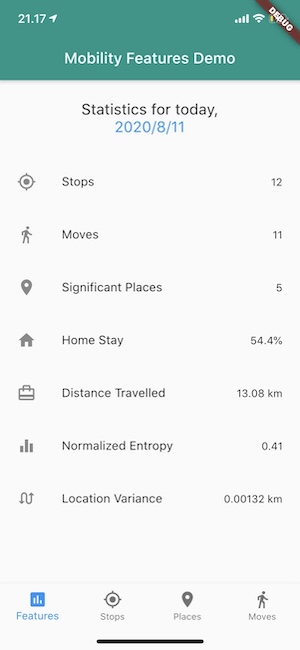 21.17
DEBUG
Mobility Features Demo
Statistics for today,
2020/8/11
Stops 12
Moves 11
Significant Places 5
Home Stay 54.4%
Distance Travelled 13.08 km
Normalized Entropy 0.41
Location Variance 0.00132 km
Features Stops Places Moves